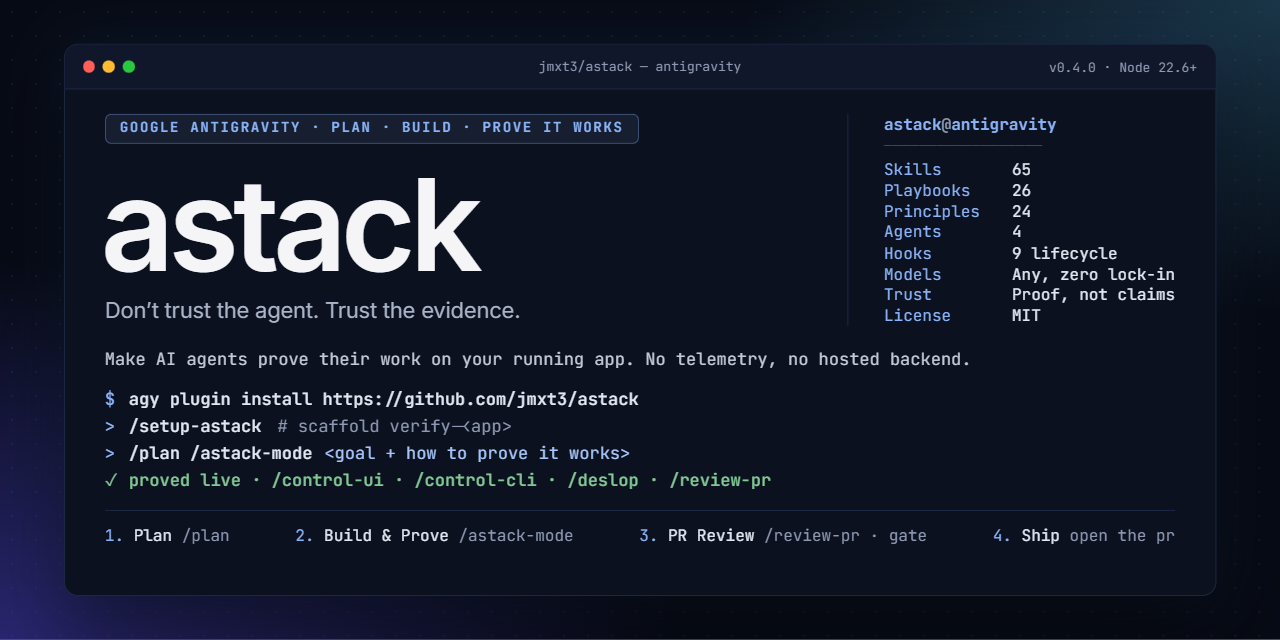 jmxt3/astack — antigravity
v0.4.0 · Node 22.6+
GOOGLE ANTIGRAVITY · PLAN · BUILD · PROVE IT WORKS
astack
Don’t trust the agent. Trust the evidence.
astack@antigravity
Skills 65
Playbooks 26
Principles 24
Agents 4
Hooks 9 lifecycle
Models Any, zero lock-in
Trust Proof, not claims
License MIT
Make AI agents prove their work on your running app. No telemetry, no hosted backend.
$ agy plugin install https://github.com/jmxt3/astack
> /setup-astack # scaffold verify-<app>
> /plan /astack-mode <goal + how to prove it works>
✓ proved live · /control-ui · /control-cli · /deslop · /review-pr
1. Plan /plan
2. Build & Prove /astack-mode
3. PR Review /review-pr · gate
4. Ship open the pr